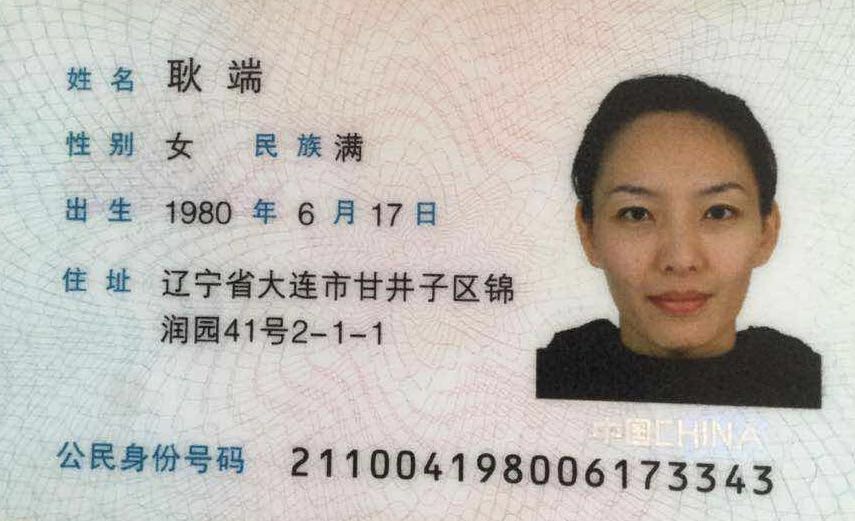 姓名 耿端
性别 女 民族 满
出生 1980 年 6 月 17 日
住址 辽宁省大连市甘井子区锦
润园41号2-1-1
中国CHINA
公民身份号码 211004198006173343